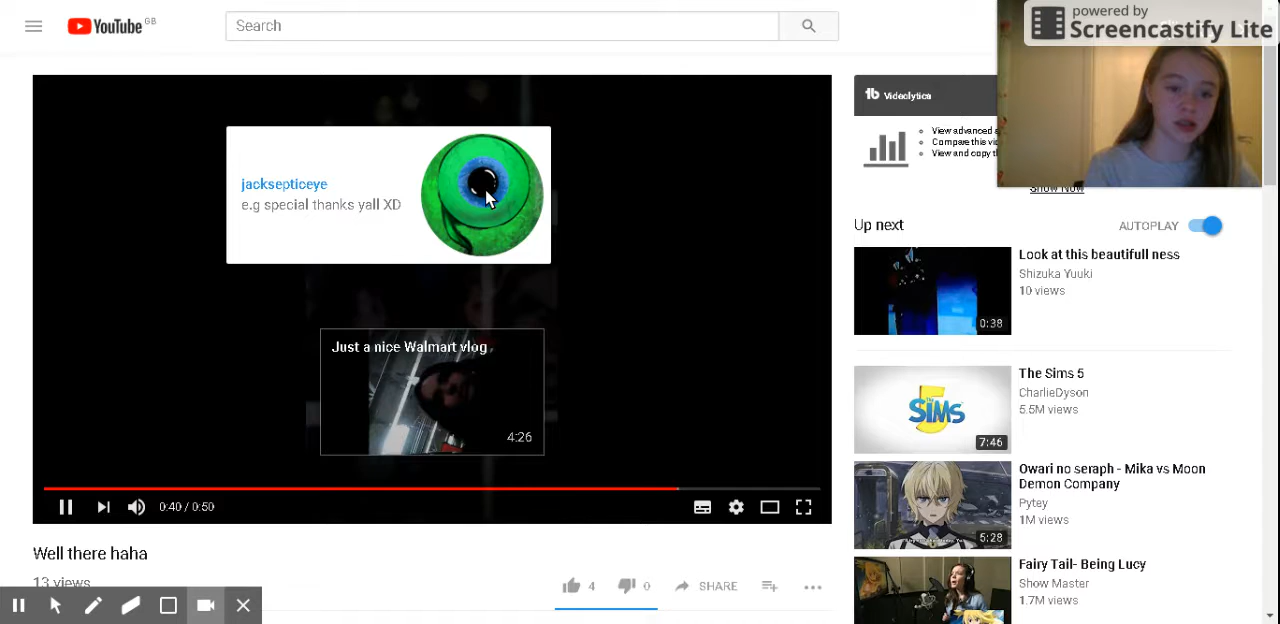 YouTube GB
Search
powered by
Screencastify Lite
jacksepticeye
e.g special thanks yall XD
Just a nice Walmart vlog
4:26
0:40 / 0:50
Well there haha
13 views
4
0
SHARE
Videolytics
View advanced
Compare this
View and copy
Show Now
Up next
AUTOPLAY
Look at this beautifull ness
Shizuka Yuuki
10 views
0:38
The Sims 5
CharlieDyson
5.5M views
THE SIMS 5
7:46
Owari no seraph - Mika vs Moon
Demon Company
Pytey
1M views
5:28
Fairy Tail- Being Lucy
Show Master
1.7M views